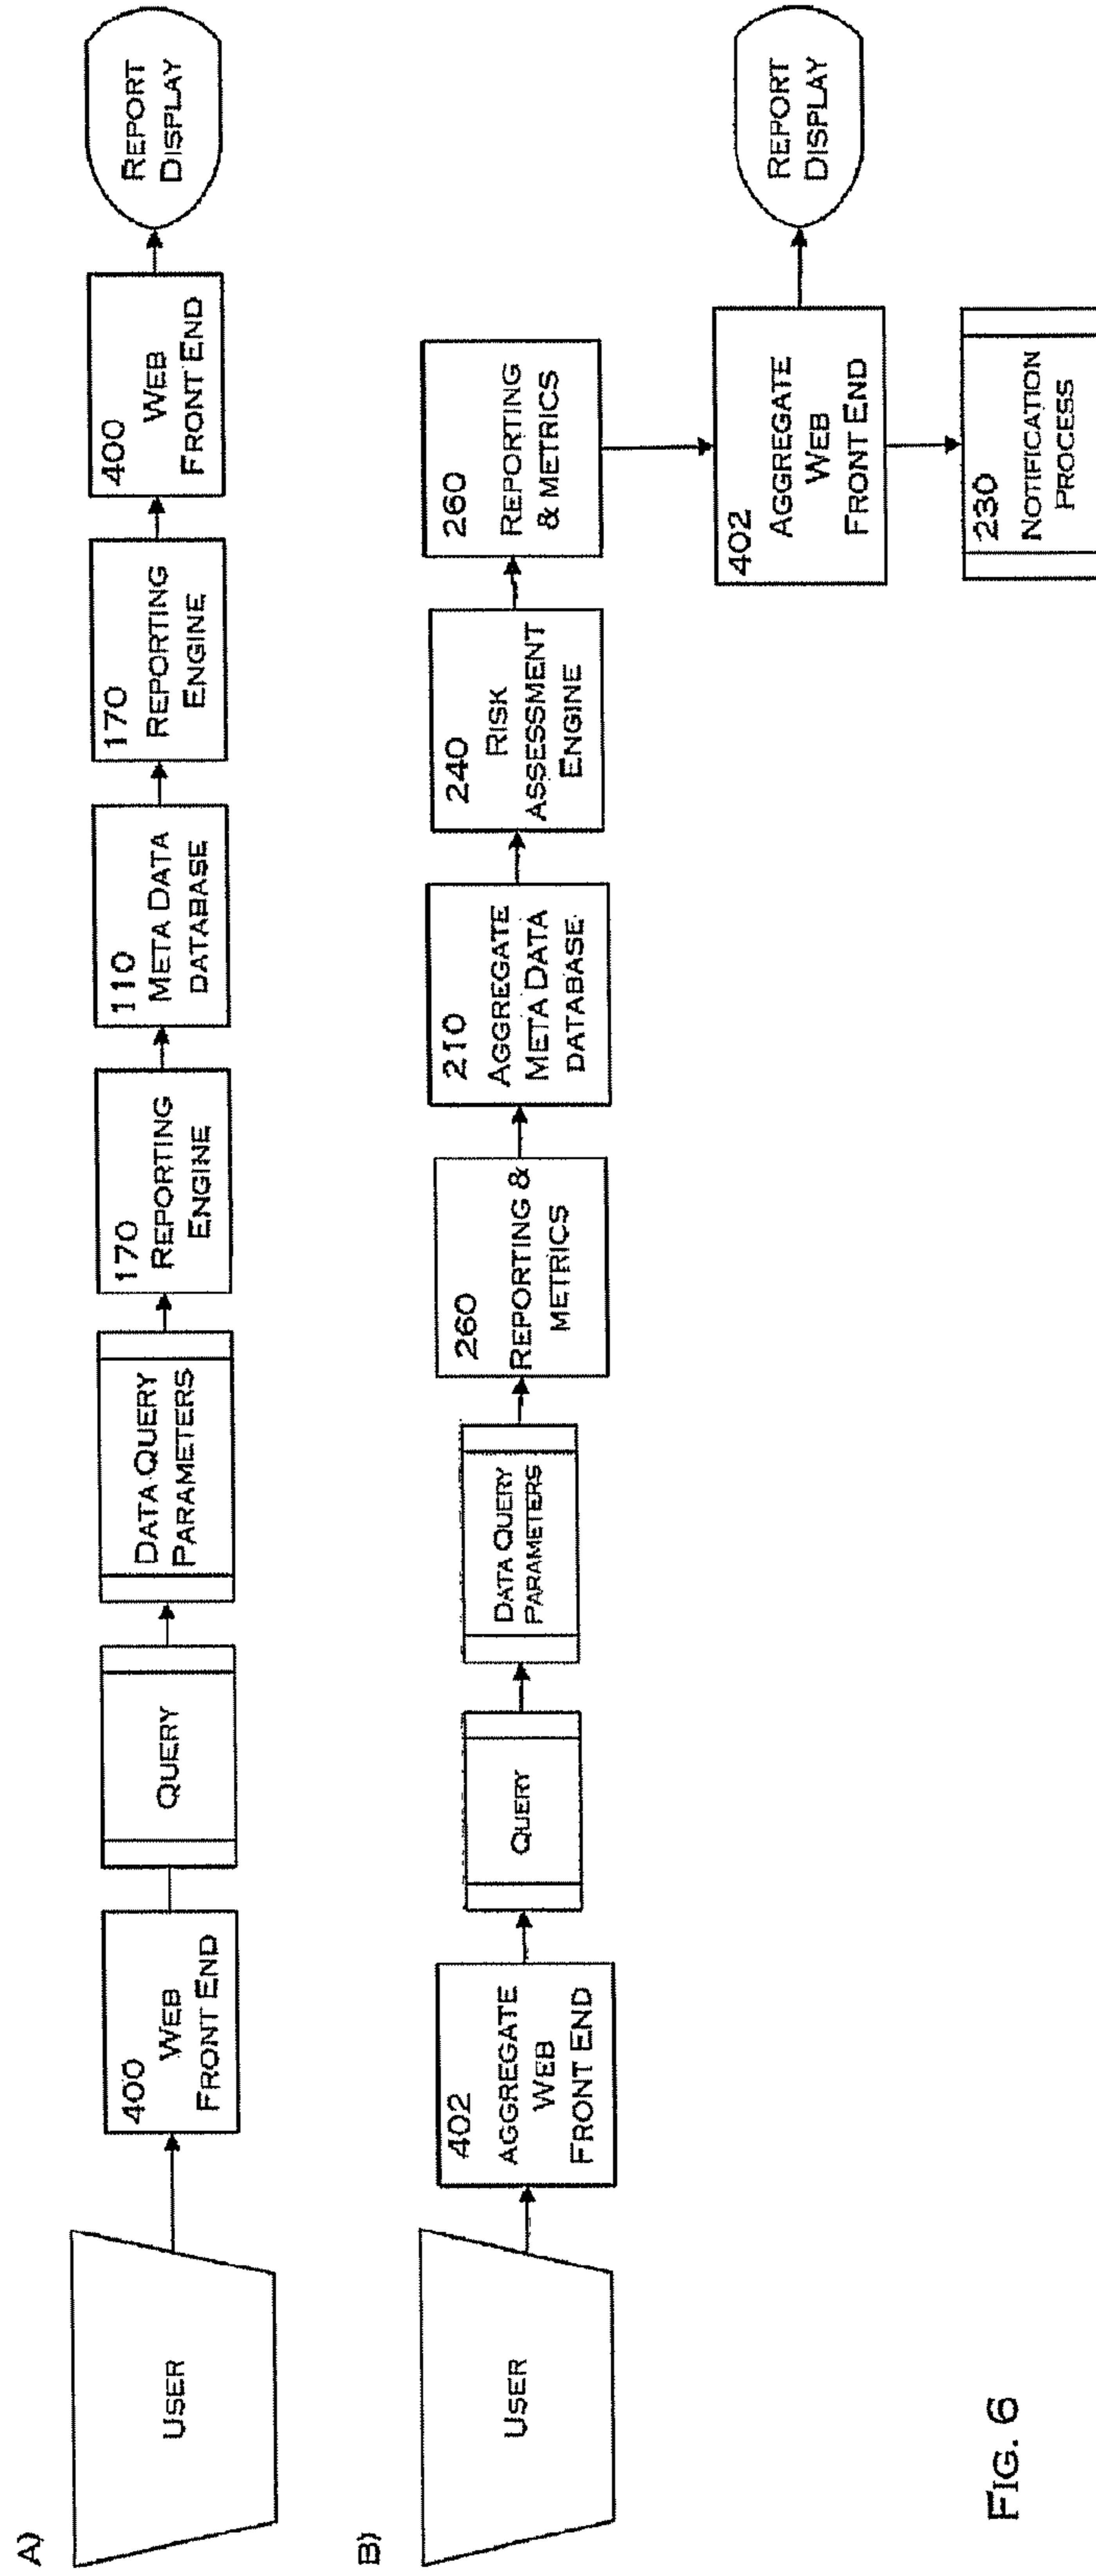 A)
USER
400
WEB
FRONT END
QUERY
DATA QUERY
PARAMETERS
170
REPORTING
ENGINE
110
META DATA
DATABASE
170
REPORTING
ENGINE
400
WEB
FRONT END
REPORT
DISPLAY
B)
USER
402
AGGREGATE
WEB
FRONT END
QUERY
DATA QUERY
PARAMETERS
260
REPORTING &
METRICS
210
AGGREGATE
META DATA
DATABASE
240
RISK
ASSESSMENT
ENGINE
260
REPORTING
& METRICS
402
AGGREGATE
WEB
FRONT END
REPORT
DISPLAY
230
NOTIFICATION
PROCESS
FIG. 6